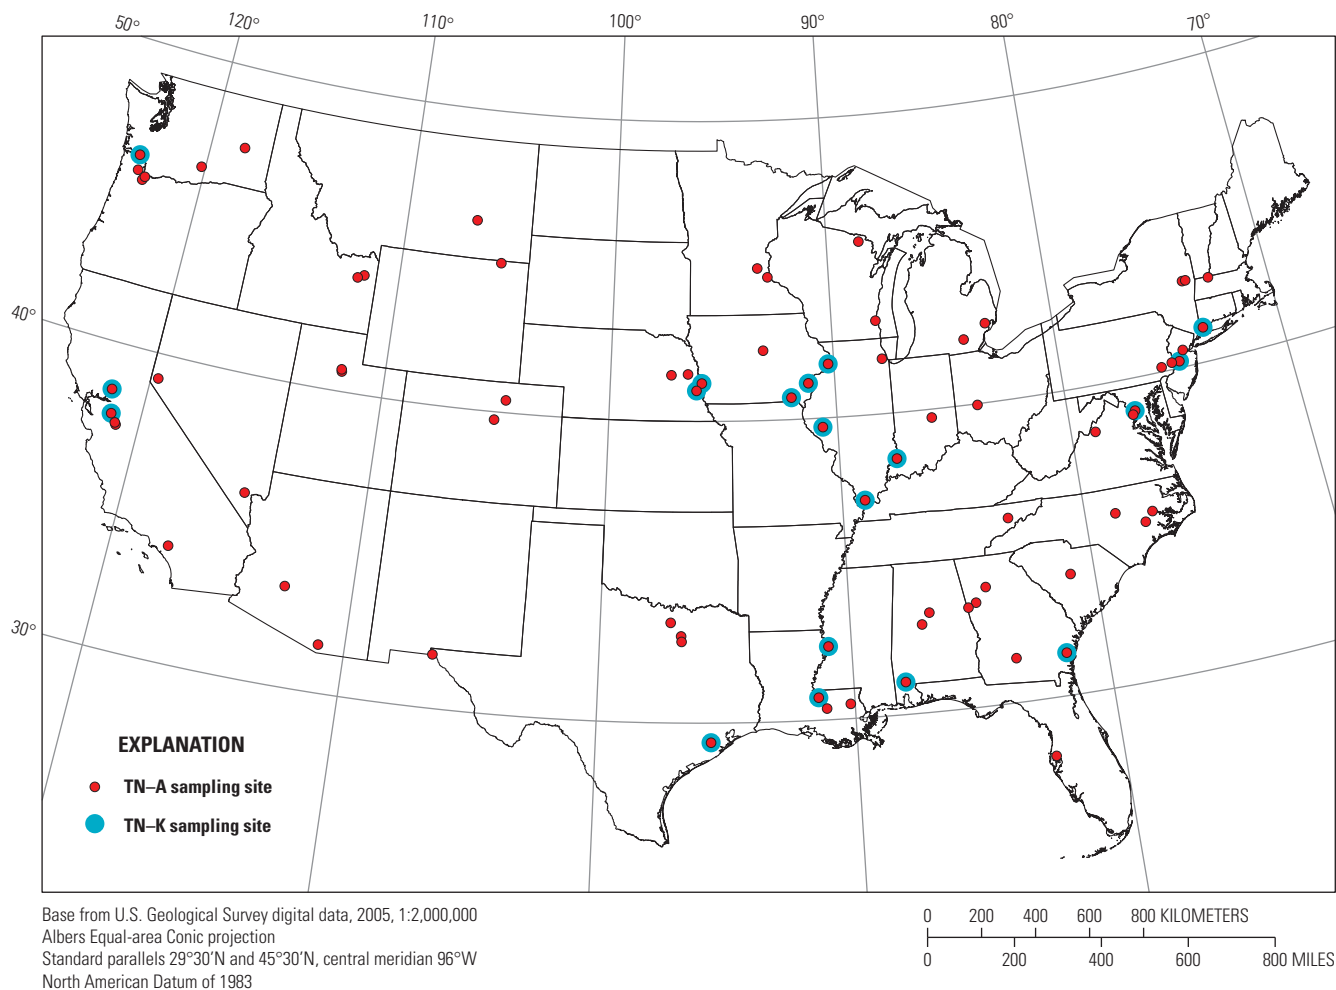 50° 120° 110° 100° 90° 80° 70°
40°
30°
EXPLANATION
TN–A sampling site
TN–K sampling site
Base from U.S. Geological Survey digital data, 2005, 1:2,000,000
Albers Equal-area Conic projection
Standard parallels 29°30'N and 45°30'N, central meridian 96°W
North American Datum of 1983
0 200 400 600 800 KILOMETERS
0 200 400 600 800 MILES